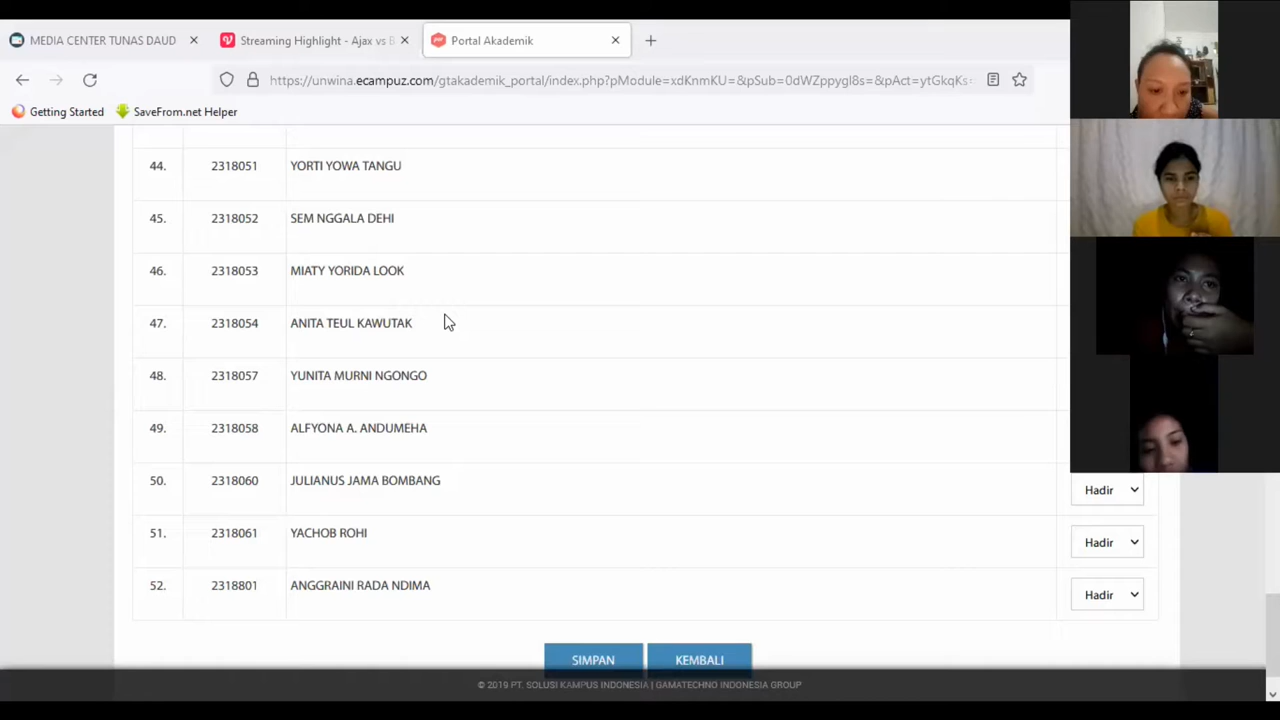 MEDIA CENTER TUNAS DAUD
Streaming Highlight - Ajax vs B
Portal Akademik
https://unwina.ecampuz.com/gtakademik_portal/index.php?pModule=xdKnmKU=&pSub=0dWZppygl8s=&pAct=ytGkqKs=
Getting Started
SaveFrom.net Helper
44. 2318051 YORTI YOWA TANGU
45. 2318052 SEM NGGALA DEHI
46. 2318053 MIATY YORIDA LOOK
47. 2318054 ANITA TEUL KAWUTAK
48. 2318057 YUNITA MURNI NGONGO
49. 2318058 ALFYONA A. ANDUMEHA
50. 2318060 JULIANUS JAMA BOMBANG Hadir
51. 2318061 YACHOB ROHI Hadir
52. 2318801 ANGGRAINI RADA NDIMA Hadir
SIMPAN KEMBALI
© 2019 PT. SOLUSI KAMPUS INDONESIA | GAMATECHNO INDONESIA GROUP